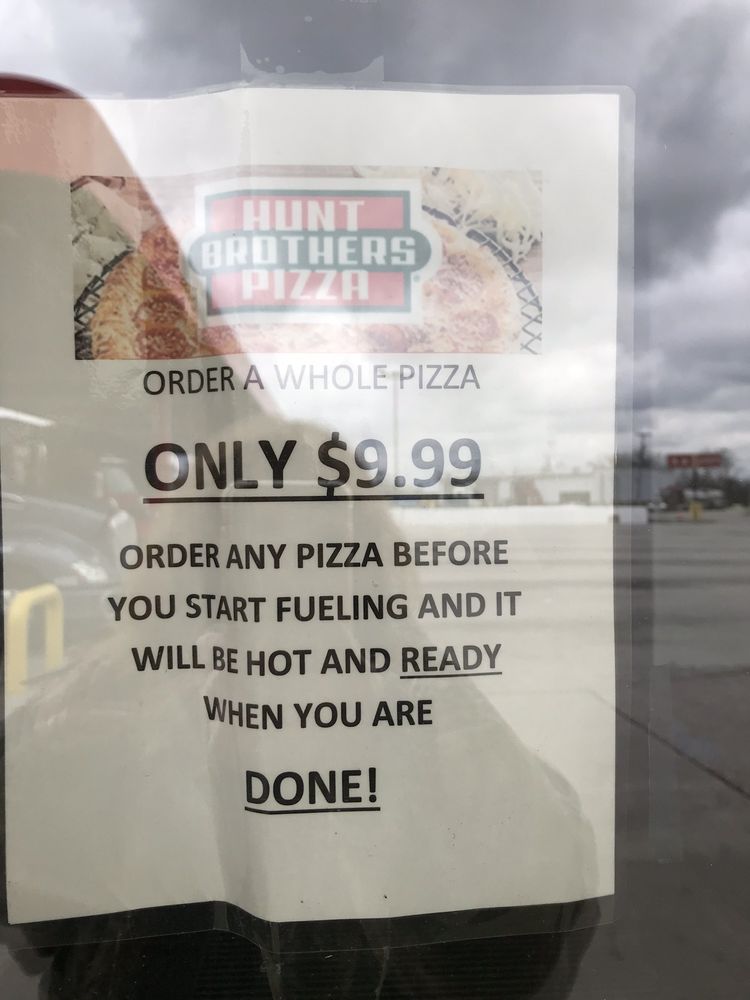 HUNT
BROTHERS
PIZZA
ORDER A WHOLE PIZZA
ONLY $9.99
ORDER ANY PIZZA BEFORE
YOU START FUELING AND IT
WILL BE HOT AND READY
WHEN YOU ARE
DONE!